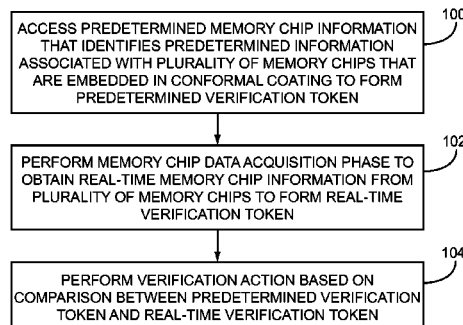 100
ACCESS PREDETERMINED MEMORY CHIP INFORMATION
THAT IDENTIFIES PREDETERMINED INFORMATION
ASSOCIATED WITH PLURALITY OF MEMORY CHIPS THAT
ARE EMBEDDED IN CONFORMAL COATING TO FORM
PREDETERMINED VERIFICATION TOKEN
102
PERFORM MEMORY CHIP DATA ACQUISITION PHASE TO
OBTAIN REAL-TIME MEMORY CHIP INFORMATION FROM
PLURALITY OF MEMORY CHIPS TO FORM REAL-TIME
VERIFICATION TOKEN
104
PERFORM VERIFICATION ACTION BASED ON
COMPARISON BETWEEN PREDETERMINED VERIFICATION
TOKEN AND REAL-TIME VERIFICATION TOKEN